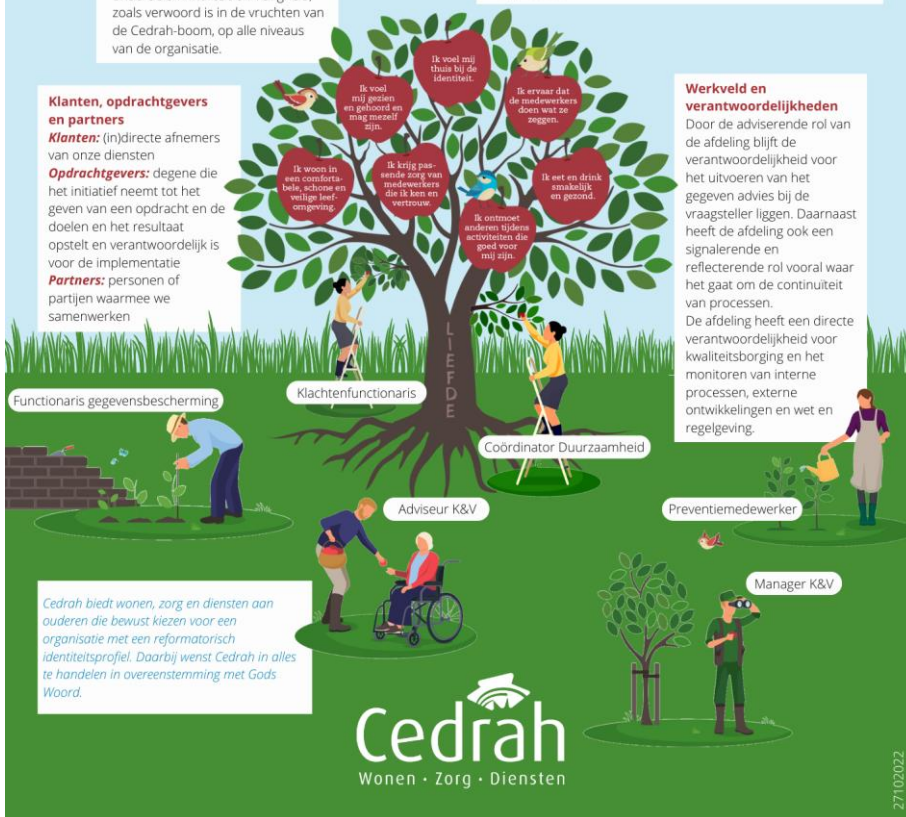 zoals verwoord is in de vruchten van
de Cedrah-boom, op alle niveaus
van de organisatie.
Klanten, opdrachtgevers
en partners
Klanten: (in)directe afnemers
van onze diensten
Opdrachtgevers: degene die
het initiatief neemt tot het
geven van een opdracht en de
doelen en het resultaat
opstelt en verantwoordelijk is
voor de implementatie
Partners: personen of
partijen waarmee we
samenwerken
Ik voel mij
thuis bij de
identiteit.
Ik voel
mij gezien
en gehoord en
mag mezelf
zijn.
Ik ervaar dat
de medewerkers
doen wat ze
zeggen.
Ik woon in
een comforta-
bele, schone en
veilige leef-
omgeving.
Ik krijg pas-
sende zorg van
medewerkers
die ik ken en
vertrouw.
Ik eet en drink
smakelijk
en gezond.
Ik ontmoet
anderen tijdens
activiteiten die
goed voor
mij zijn.
LIEFDE
Werkveld en
verantwoordelijkheden
Door de adviserende rol van
de afdeling blijft de
verantwoordelijkheid voor
het uitvoeren van het
gegeven advies bij de
vraagsteller liggen. Daarnaast
heeft de afdeling ook een
signalerende en
reflecterende rol vooral waar
het gaat om de continuïteit
van processen.
De afdeling heeft een directe
verantwoordelijkheid voor
kwaliteitsborging en het
monitoren van interne
processen, externe
ontwikkelingen en wet en
regelgeving.
Klachtenfunctionaris
Functionaris gegevensbescherming
Coördinator Duurzaamheid
Adviseur K&V
Preventiemedewerker
Manager K&V
Cedrah biedt wonen, zorg en diensten aan
ouderen die bewust kiezen voor een
organisatie met een reformatorisch
identiteitsprofiel. Daarbij wenst Cedrah in alles
te handelen in overeenstemming met Gods
Woord.
Cedrah
Wonen · Zorg · Diensten
27102022